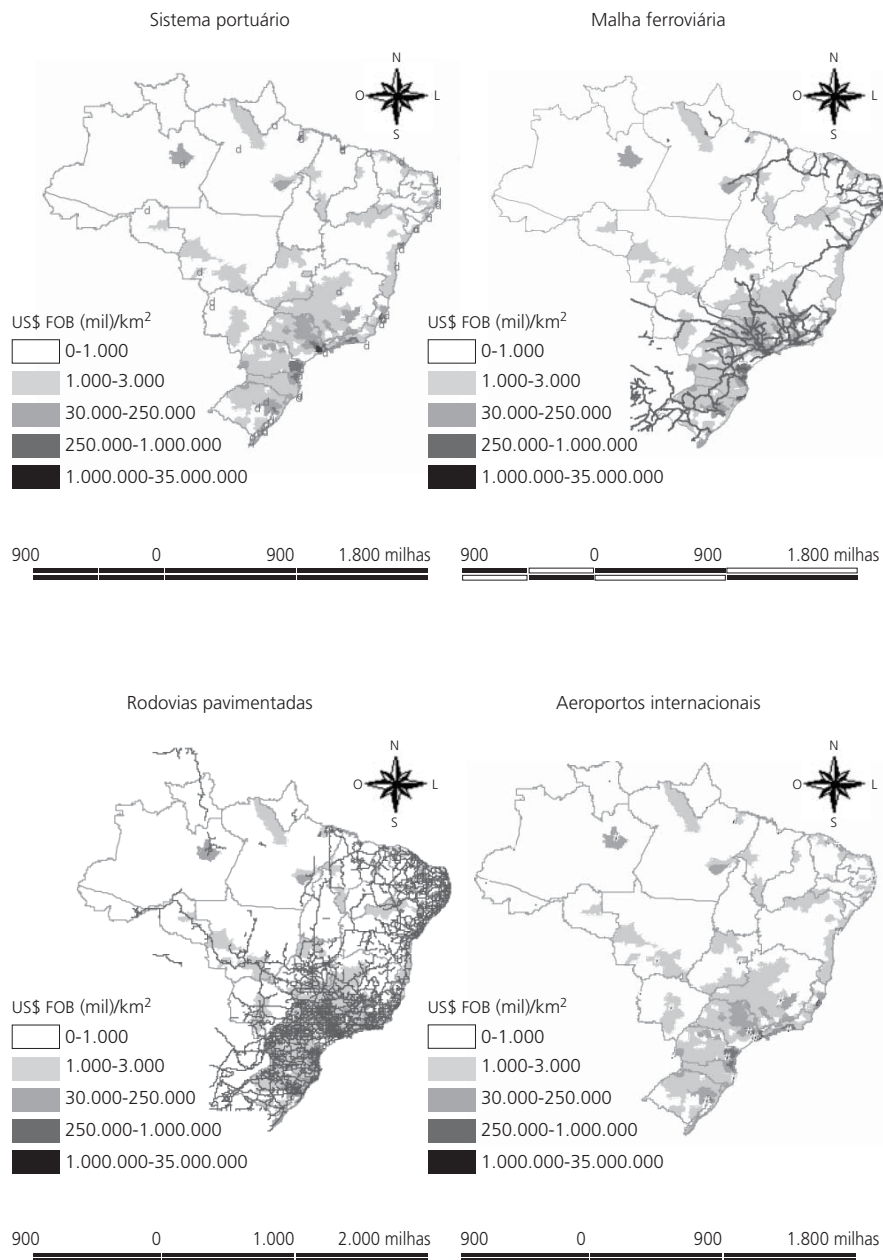 Sistema portuário
N
O L
S
US$ FOB (mil)/km²
0-1.000
1.000-3.000
30.000-250.000
250.000-1.000.000
1.000.000-35.000.000
900 0 900 1.800 milhas
Malha ferroviária
N
O L
S
US$ FOB (mil)/km²
0-1.000
1.000-3.000
30.000-250.000
250.000-1.000.000
1.000.000-35.000.000
900 0 900 1.800 milhas
Rodovias pavimentadas
N
O L
S
US$ FOB (mil)/km²
0-1.000
1.000-3.000
30.000-250.000
250.000-1.000.000
1.000.000-35.000.000
900 0 1.000 2.000 milhas
Aeroportos internacionais
N
O L
S
US$ FOB (mil)/km²
0-1.000
1.000-3.000
30.000-250.000
250.000-1.000.000
1.000.000-35.000.000
900 0 900 1.800 milhas